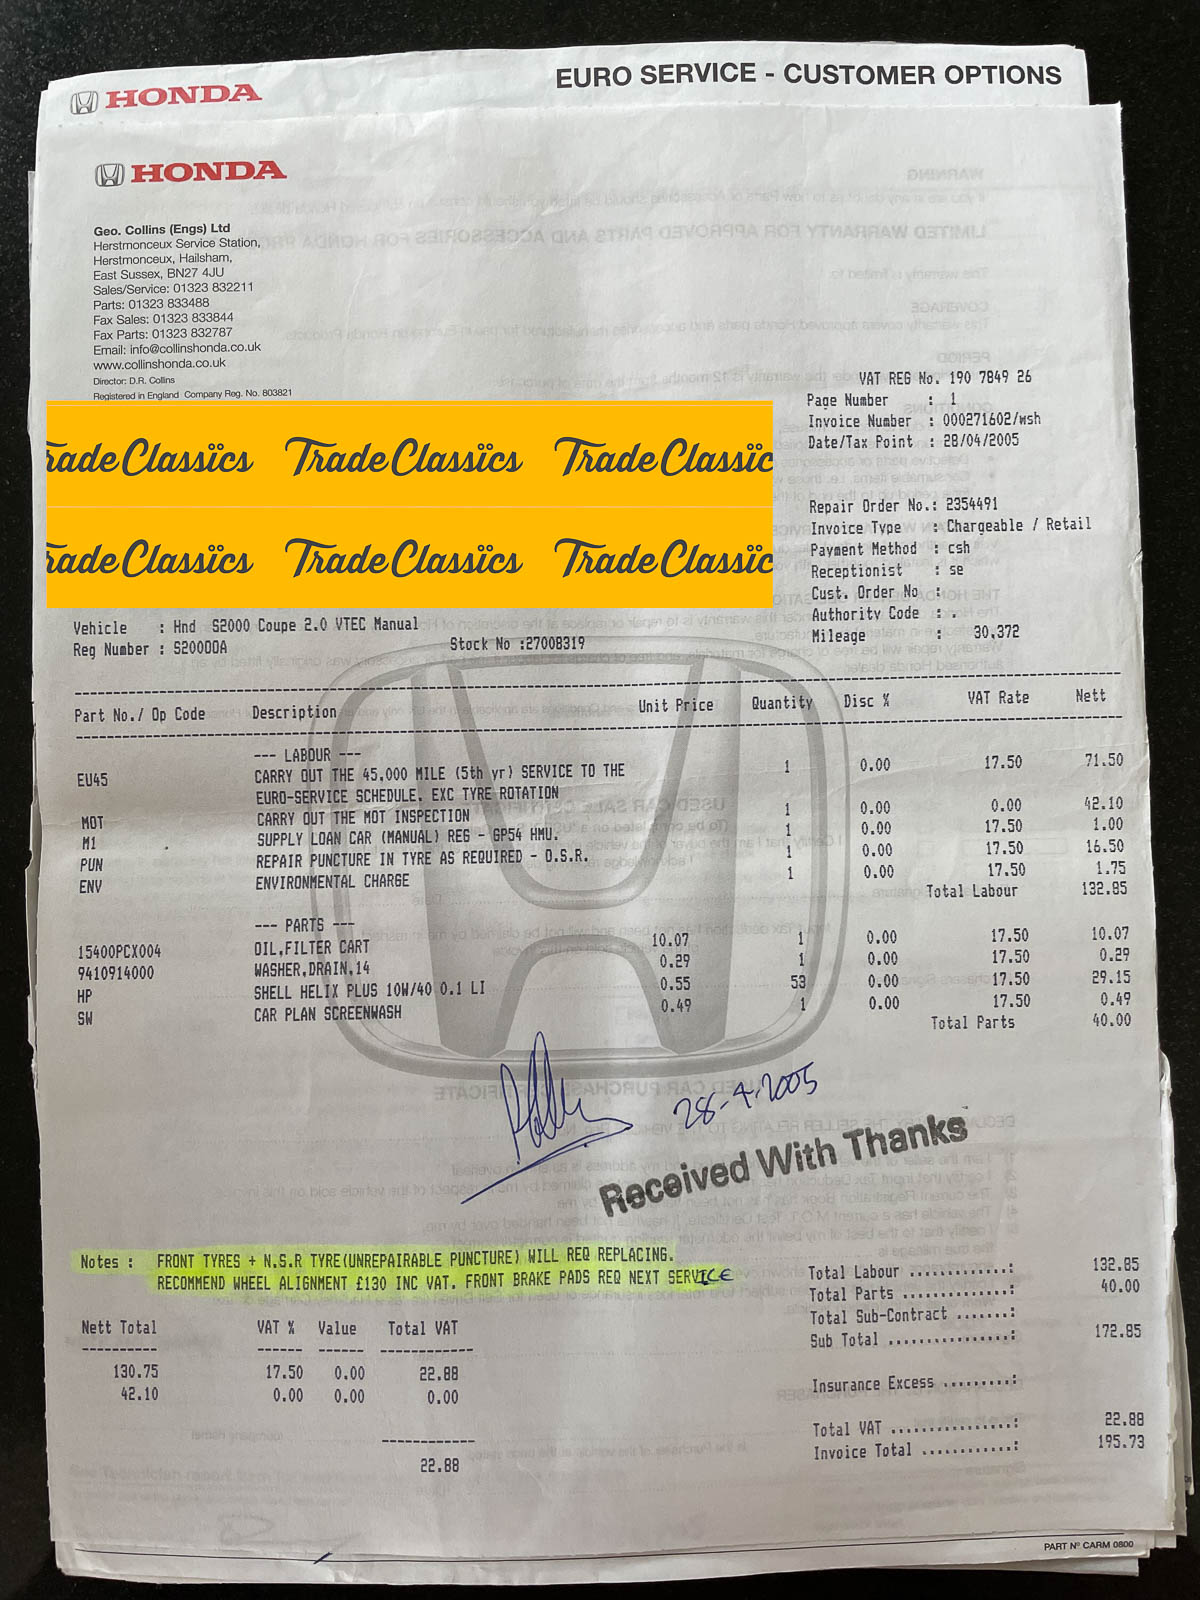 HONDA
EURO SERVICE - CUSTOMER OPTIONS
HONDA
Geo. Collins (Engs) Ltd
Herstmonceux Service Station,
Herstmonceux, Hailsham,
East Sussex, BN27 4JU
Sales/Service: 01323 832211
Parts: 01323 833488
Fax Sales: 01323 833844
Fax Parts: 01323 832787
Email: info@collinshonda.co.uk
www.collinshonda.co.uk
Director: D.R. Collins
Registered in England Company Reg. No. 803821
VAT REG No. 190 7849 26
Page Number : 1
Invoice Number : 000271602/wsh
Date/Tax Point : 28/04/2005
rade Classics Trade Classics Trade Classic
rade Classics Trade Classics Trade Classic
Repair Order No.: 2354491
Invoice Type : Chargeable / Retail
Payment Method : csh
Receptionist : se
Cust. Order No :
Authority Code : .
Mileage : 30,372
Vehicle : Hnd S2000 Coupe 2.0 VTEC Manual
Reg Number : S2000DA Stock No :27008319
Part No./ Op Code Description Unit Price Quantity Disc % VAT Rate Nett
--- LABOUR ---
EU45 CARRY OUT THE 45,000 MILE (5th yr) SERVICE TO THE 1 0.00 17.50 71.50
EURO-SERVICE SCHEDULE. EXC TYRE ROTATION
MOT CARRY OUT THE MOT INSPECTION 1 0.00 0.00 42.10
M1 SUPPLY LOAN CAR (MANUAL) REG - GP54 HMU. 1 0.00 17.50 1.00
PUN REPAIR PUNCTURE IN TYRE AS REQUIRED - O.S.R. 1 0.00 17.50 16.50
ENV ENVIRONMENTAL CHARGE 1 0.00 17.50 1.75
Total Labour 132.85
--- PARTS ---
15400PCX004 OIL,FILTER CART 10.07 1 0.00 17.50 10.07
9410914000 WASHER,DRAIN,14 0.29 1 0.00 17.50 0.29
HP SHELL HELIX PLUS 10W/40 0.1 LI 0.55 53 0.00 17.50 29.15
SW CAR PLAN SCREENWASH 0.49 1 0.00 17.50 0.49
Total Parts 40.00
28-4-2005
Received With Thanks
Notes : FRONT TYRES + N.S.R TYRE(UNREPAIRABLE PUNCTURE) WILL REQ REPLACING.
RECOMMEND WHEEL ALIGNMENT £130 INC VAT. FRONT BRAKE PADS REQ NEXT SERVICE
Total Labour ............: 132.85
Total Parts .............: 40.00
Total Sub-Contract .......:
Sub Total ...............: 172.85
Insurance Excess .........:
Total VAT ...............: 22.88
Invoice Total ...........: 195.73
Nett Total VAT % Value Total VAT
130.75 17.50 0.00 22.88
42.10 0.00 0.00 0.00
22.88
PART Nº CARM 0800